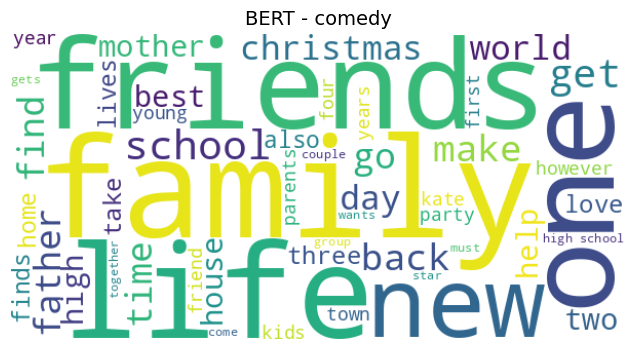 BERT - comedy
year
mother
christmas
world
gets
friends
get
lives
best
young
four
years
first
find
school
also
go
make
one
family
couple
parents
however
take
day
kate
love
home
wants
party
help
father
high
group
high school
finds
together
time
friend
house
three
back
must
life
star
new
come
kids
town
two